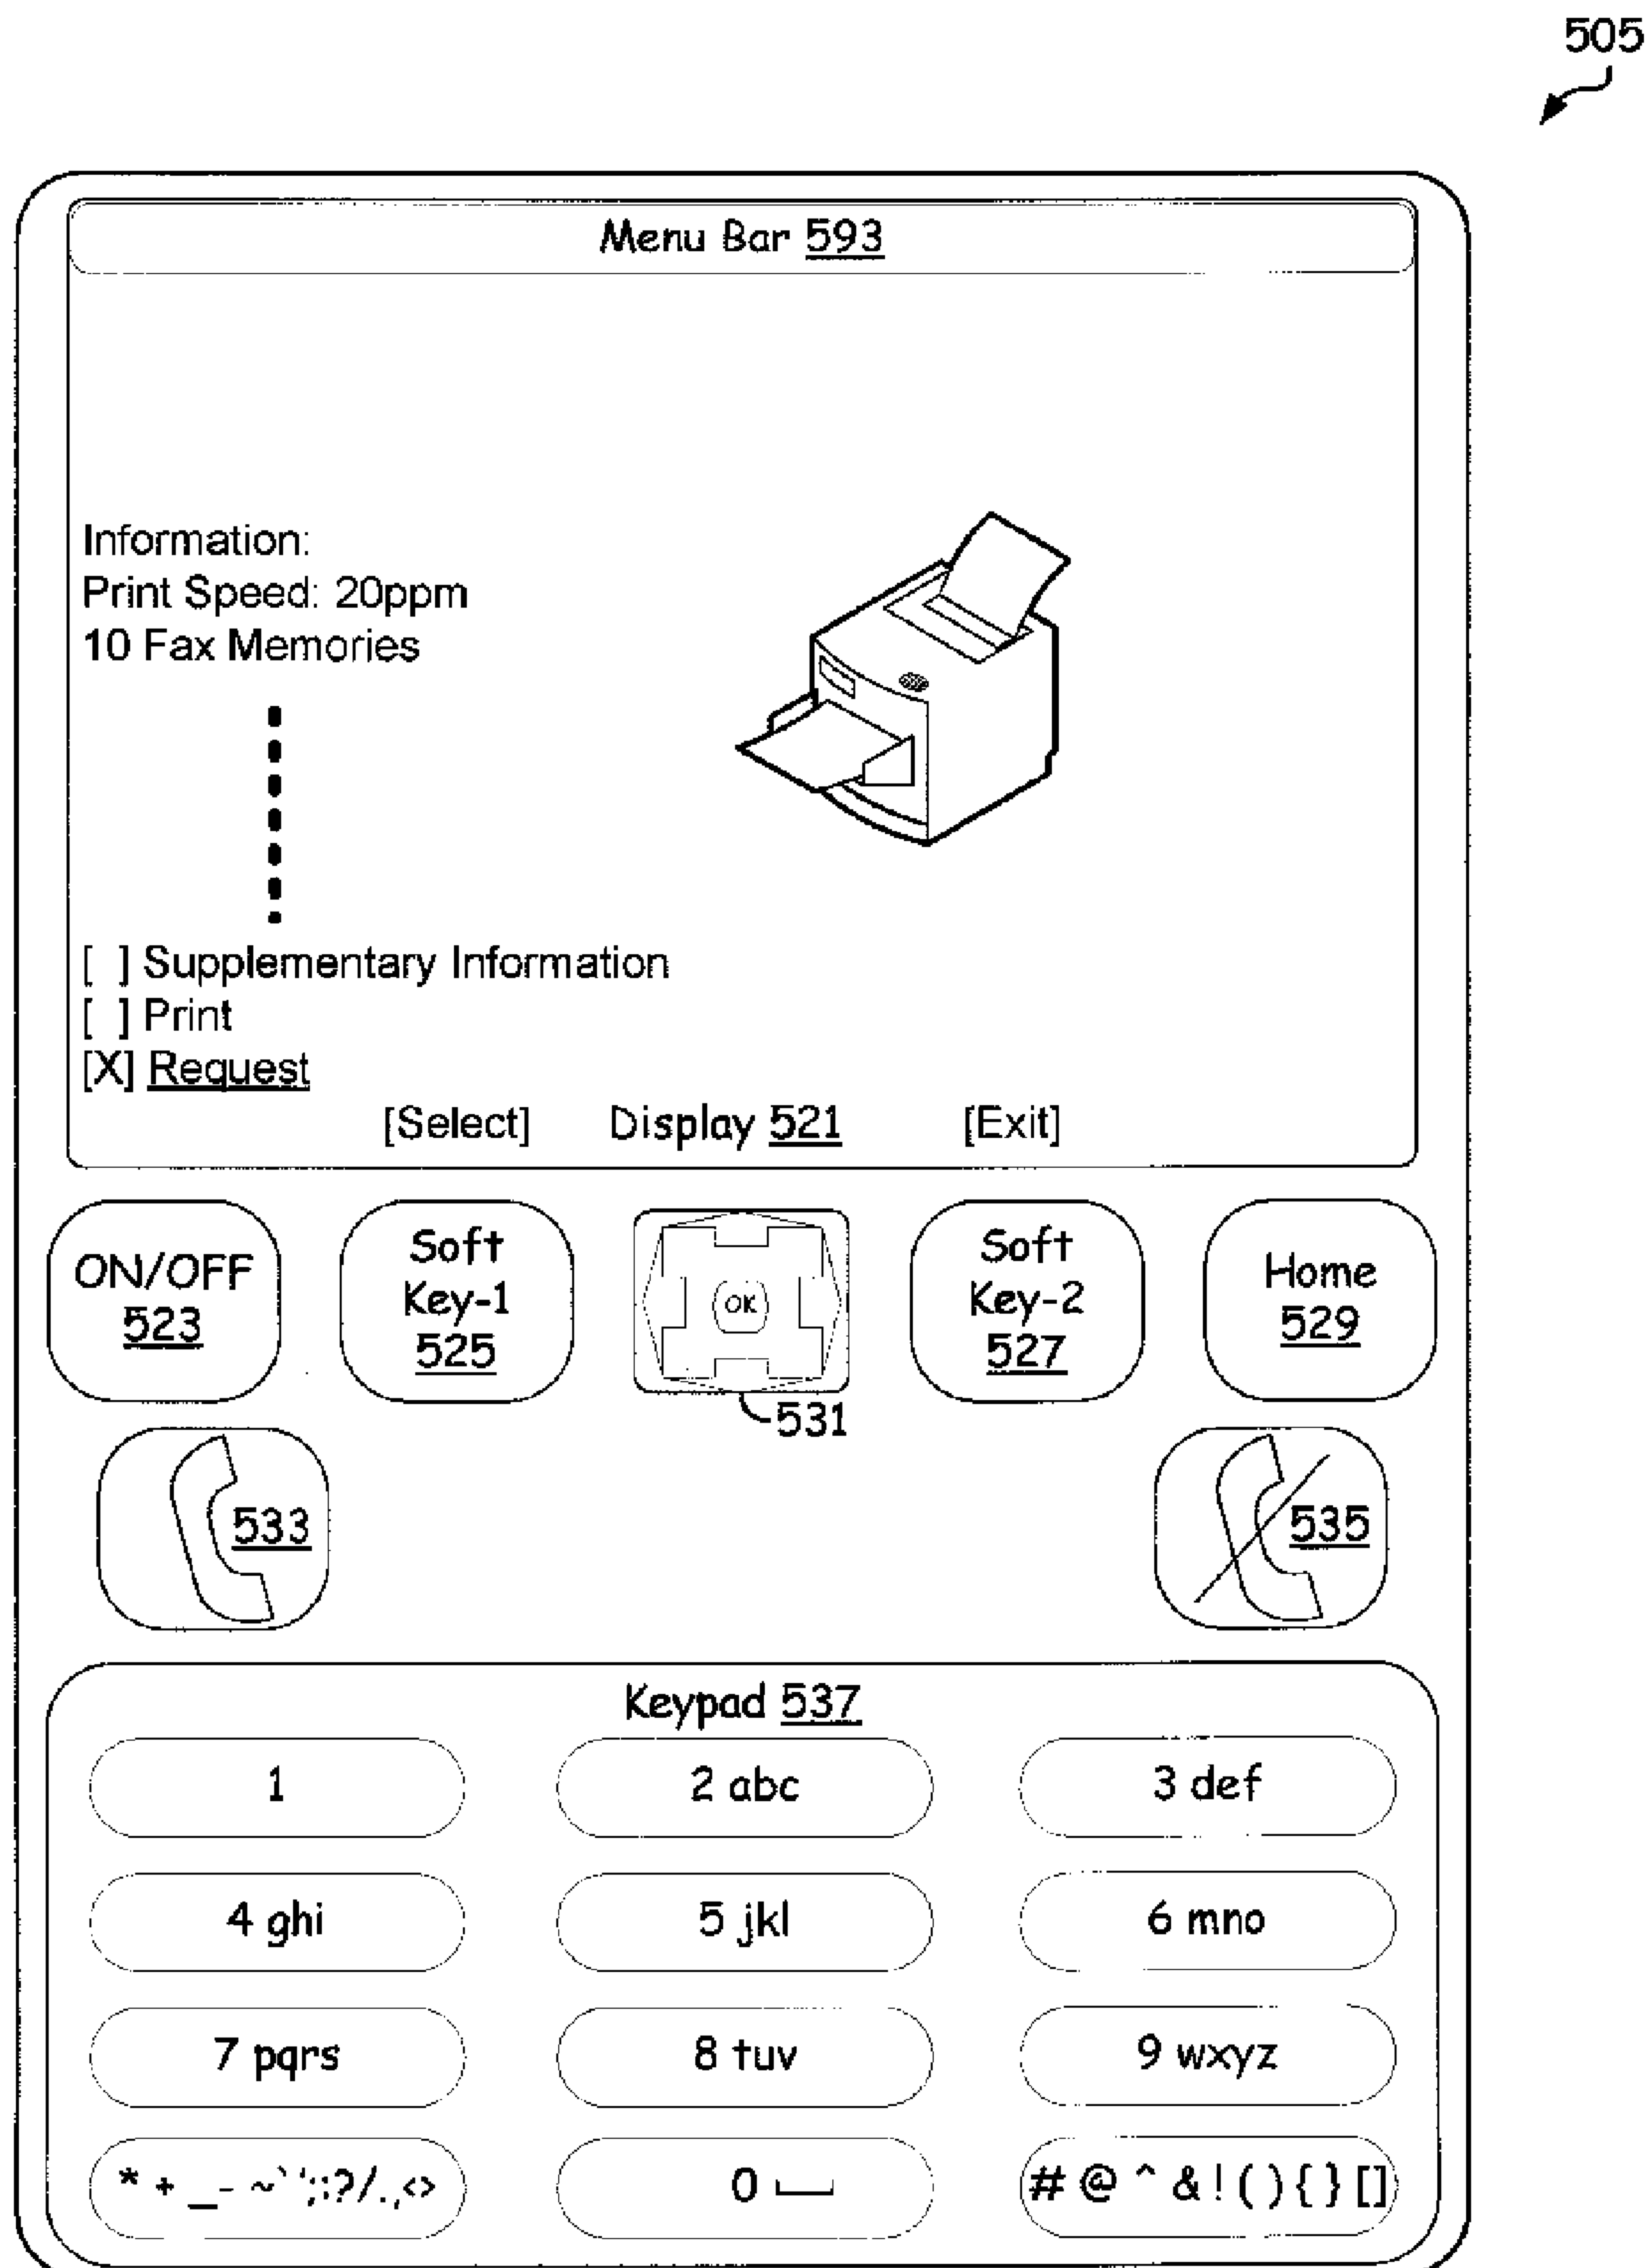 505
Menu Bar 593
Information:
Print Speed: 20ppm
10 Fax Memories
[ ] Supplementary Information
[ ] Print
[X] Request
[Select] Display 521 [Exit]
ON/OFF
523
Soft
Key-1
525
OK
531
Soft
Key-2
527
Home
529
533
535
Keypad 537
1
2 abc
3 def
4 ghi
5 jkl
6 mno
7 pqrs
8 tuv
9 wxyz
* + _ - ~ ` ' ; : ? / . , < >
0
# @ ^ & ! ( ) { } [ ]